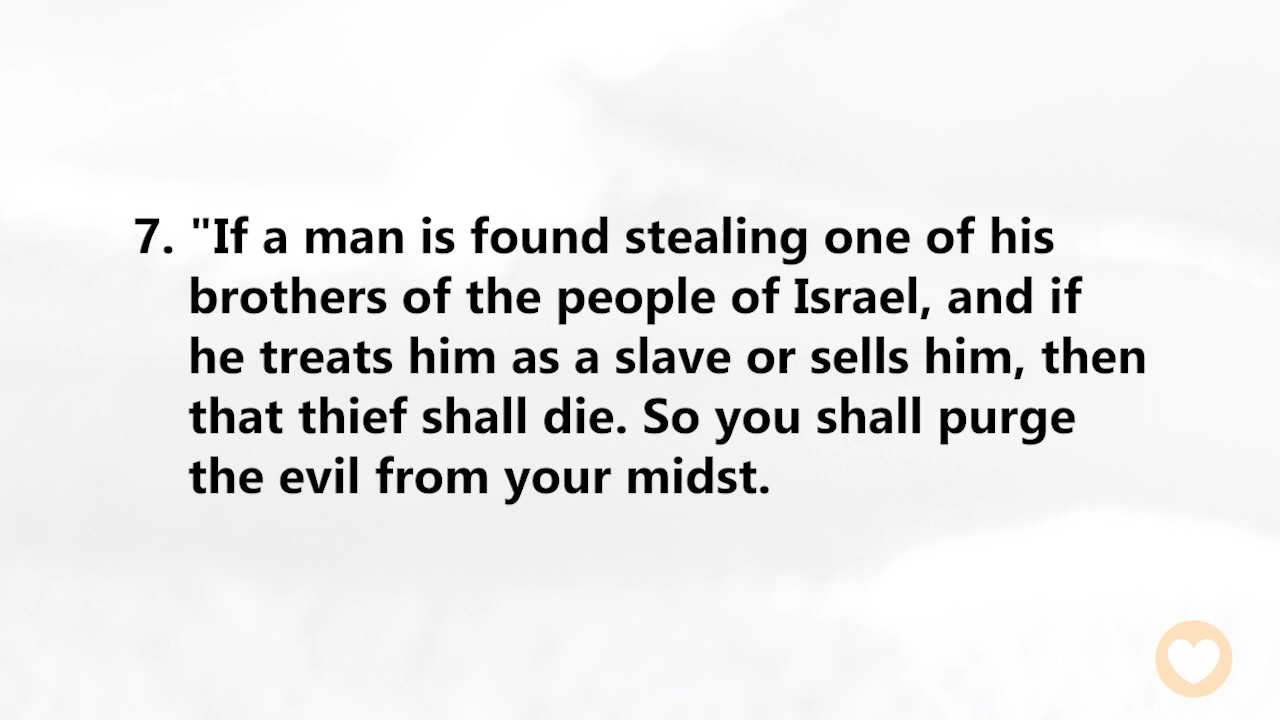 7. "If a man is found stealing one of his
brothers of the people of Israel, and if
he treats him as a slave or sells him, then
that thief shall die. So you shall purge
the evil from your midst.